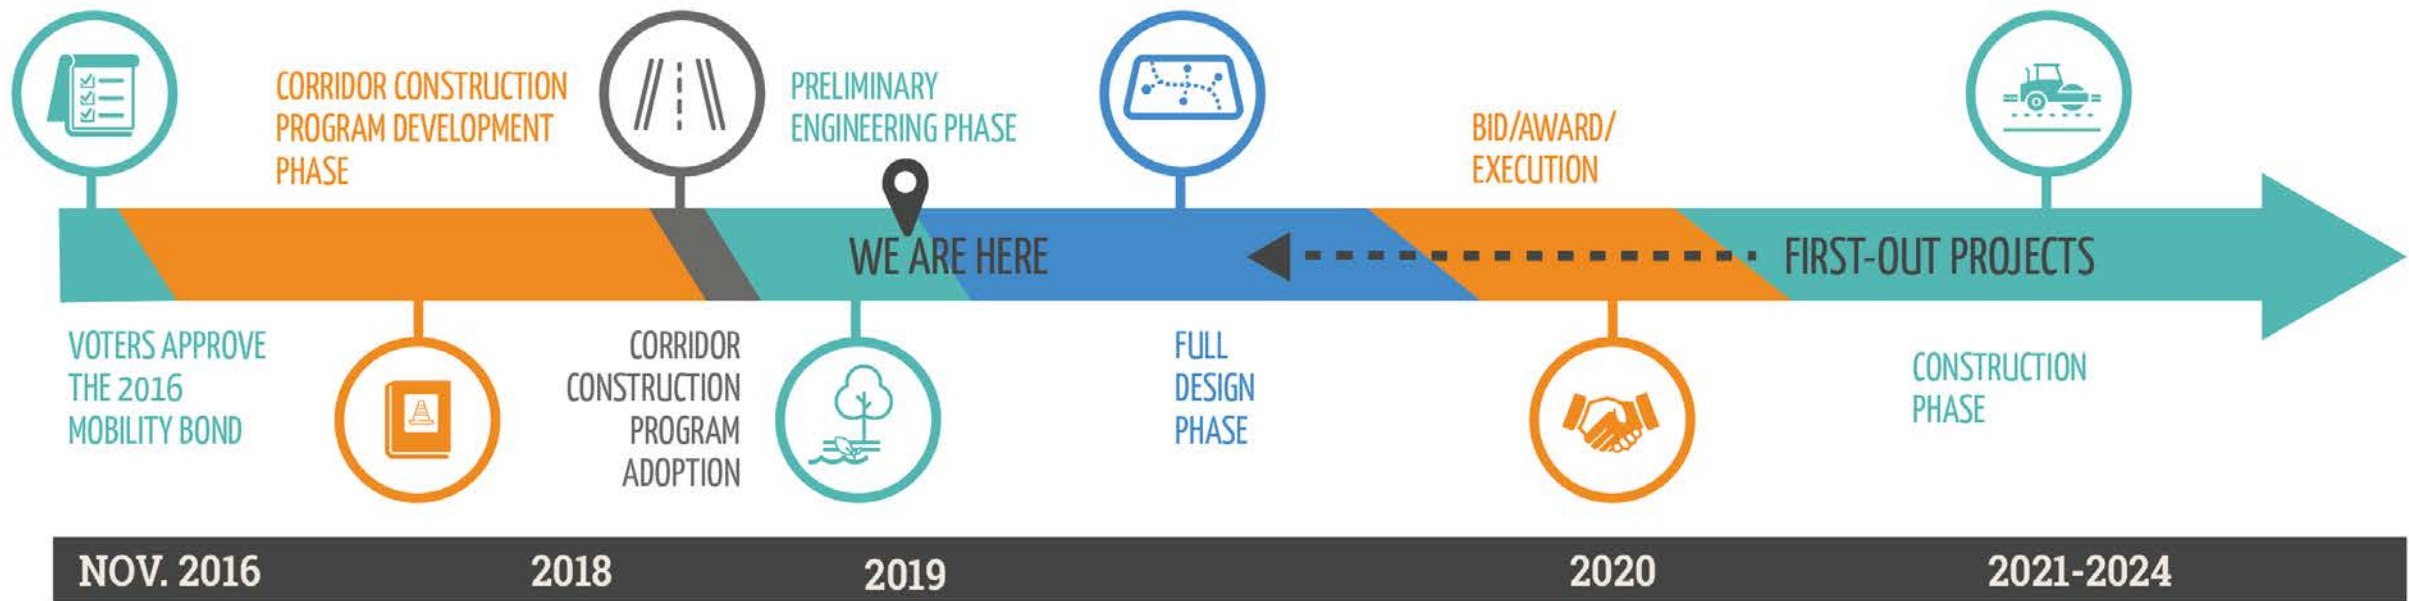 CORRIDOR CONSTRUCTION
PROGRAM DEVELOPMENT
PHASE
PRELIMINARY
ENGINEERING PHASE
BID/AWARD/
EXECUTION
WE ARE HERE
FIRST-OUT PROJECTS
VOTERS APPROVE
THE 2016
MOBILITY BOND
CORRIDOR
CONSTRUCTION
PROGRAM
ADOPTION
FULL
DESIGN
PHASE
CONSTRUCTION
PHASE
NOV. 2016
2018
2019
2020
2021-2024